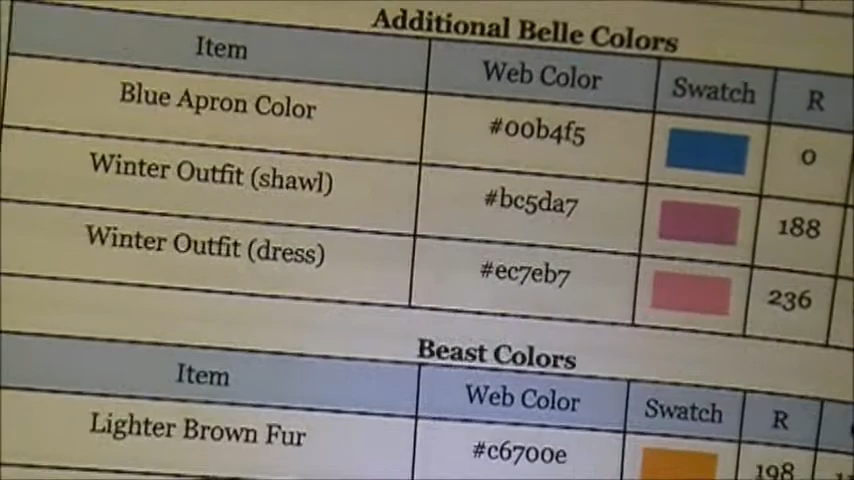 Additional Belle Colors
Item Web Color Swatch R
Blue Apron Color #00b4f5 0
Winter Outfit (shawl) #bc5da7 188
Winter Outfit (dress) #ec7eb7 236
Beast Colors
Item Web Color Swatch R
Lighter Brown Fur #c6700e 198